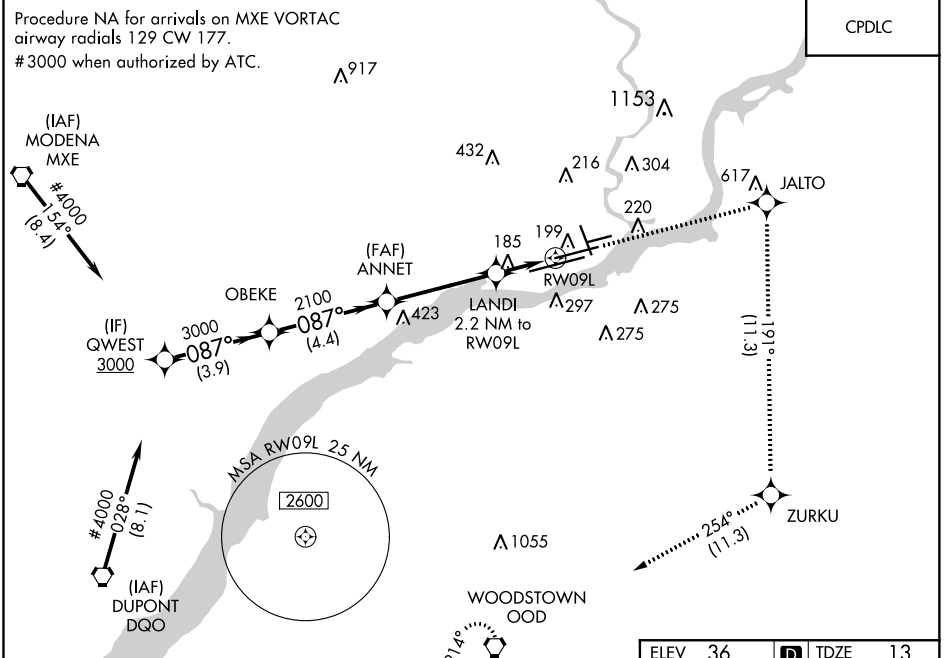 Procedure NA for arrivals on MXE VORTAC
airway radials 129 CW 177.
#3000 when authorized by ATC.
CPDLC
917
1153
(IAF)
MODENA
MXE
#4000
154°
(8.4)
432
216
304
617
JALTO
220
199
185
RW09L
(FAF)
ANNET
OBEKE
2100
087°
(4.4)
423
LANDI
2.2 NM to
RW09L
297
275
275
(IF)
QWEST
3000
3000
087°
(3.9)
191°
(11.3)
MSA RW09L 25 NM
2600
#4000
028°
(8.1)
(IAF)
DUPONT
DQO
1055
ZURKU
254°
(11.3)
WOODSTOWN
OOD
014°
ELEV 36
D
TDZE 13